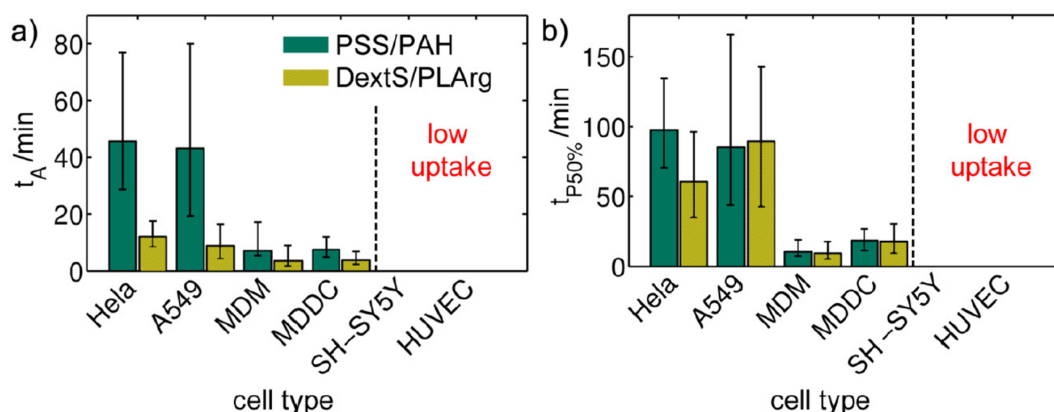 a)
80
60
40
20
0
t_A/min
PSS/PAH
DextS/PLArg
low
uptake
Hela
A549
MDM
MDDC
SH-SY5Y
HUVEC
cell type
b)
150
100
50
0
t_P50%/min
low
uptake
Hela
A549
MDM
MDDC
SH-SY5Y
HUVEC
cell type